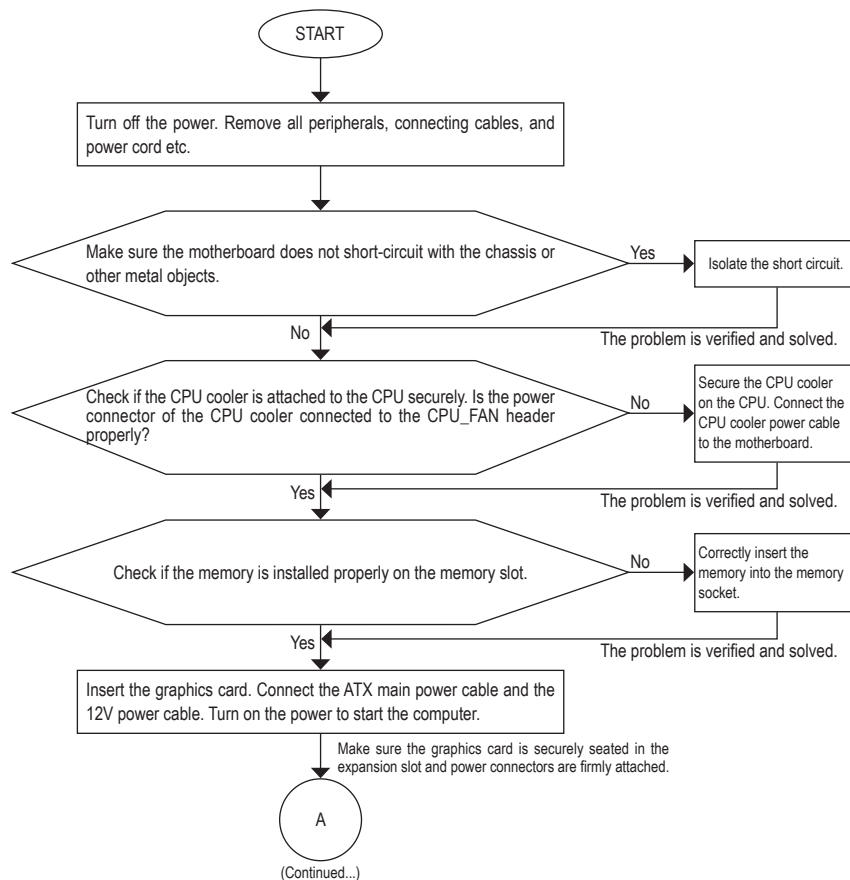 START
Turn off the power. Remove all peripherals, connecting cables, and
power cord etc.
Make sure the motherboard does not short-circuit with the chassis or
other metal objects.
Yes
Isolate the short circuit.
No
The problem is verified and solved.
Check if the CPU cooler is attached to the CPU securely. Is the power
connector of the CPU cooler connected to the CPU_FAN header
properly?
No
Secure the CPU cooler
on the CPU. Connect the
CPU cooler power cable
to the motherboard.
Yes
The problem is verified and solved.
Check if the memory is installed properly on the memory slot.
No
Correctly insert the
memory into the memory
socket.
Yes
The problem is verified and solved.
Insert the graphics card. Connect the ATX main power cable and the
12V power cable. Turn on the power to start the computer.
Make sure the graphics card is securely seated in the
expansion slot and power connectors are firmly attached.
A
(Continued...)